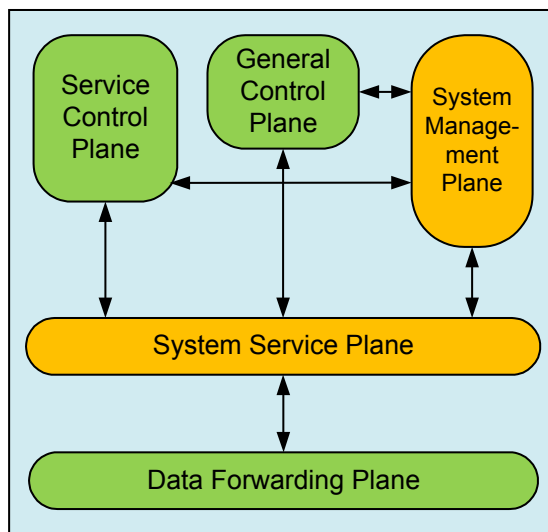 Service
Control
Plane
General
Control
Plane
System
Manage-
ment
Plane
System Service Plane
Data Forwarding Plane